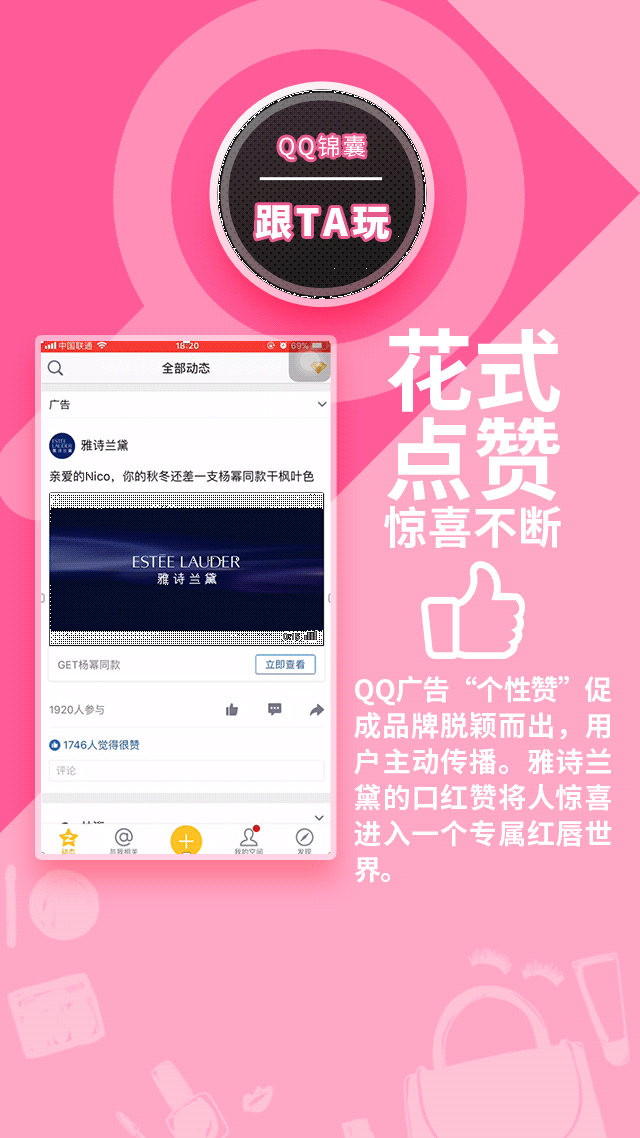 QQ锦囊
跟TA玩
中国联通
18:20
69%
全部动态
广告
ESTĒE
LAUDER
雅诗兰黛
雅诗兰黛
亲爱的Nico，你的秋冬还差一支杨幂同款干枫叶色
ESTĒE LAUDER
雅诗兰黛
GET杨幂同款
立即查看
1920人参与
1746人觉得很赞
评论
动态
与我相关
我的空间
发现
花式
点赞
惊喜不断
QQ广告“个性赞”促
成品牌脱颖而出，用
户主动传播。雅诗兰
黛的口红赞将人惊喜
进入一个专属红唇世
界。